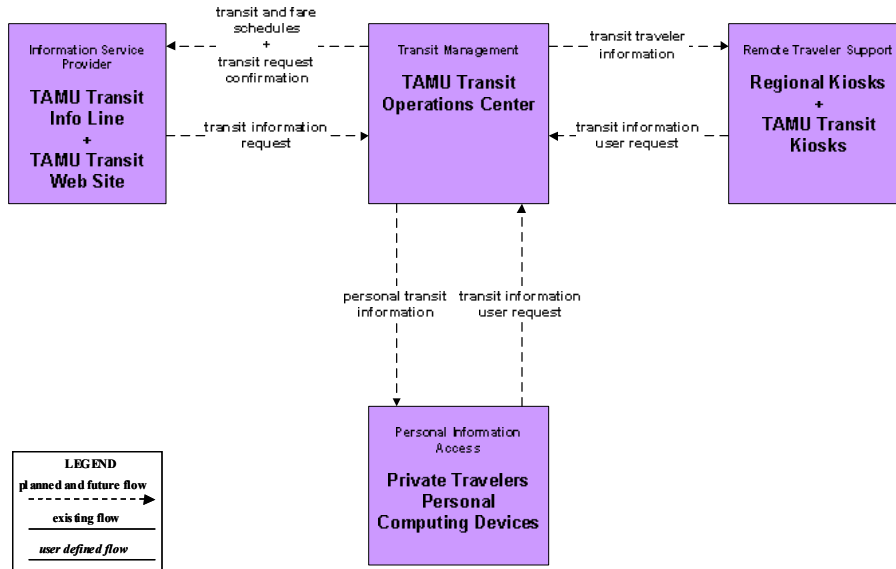 Information Service
Provider
TAMU Transit
Info Line
+
TAMU Transit
Web Site
transit and fare
schedules
+
transit request
confirmation
transit information
request
Transit Management
TAMU Transit
Operations Center
transit traveler
information
transit information
user request
Remote Traveler Support
Regional Kiosks
+
TAMU Transit
Kiosks
personal transit
information
transit information
user request
Personal Information
Access
Private Travelers
Personal
Computing Devices
LEGEND
planned and future flow
existing flow
user defined flow